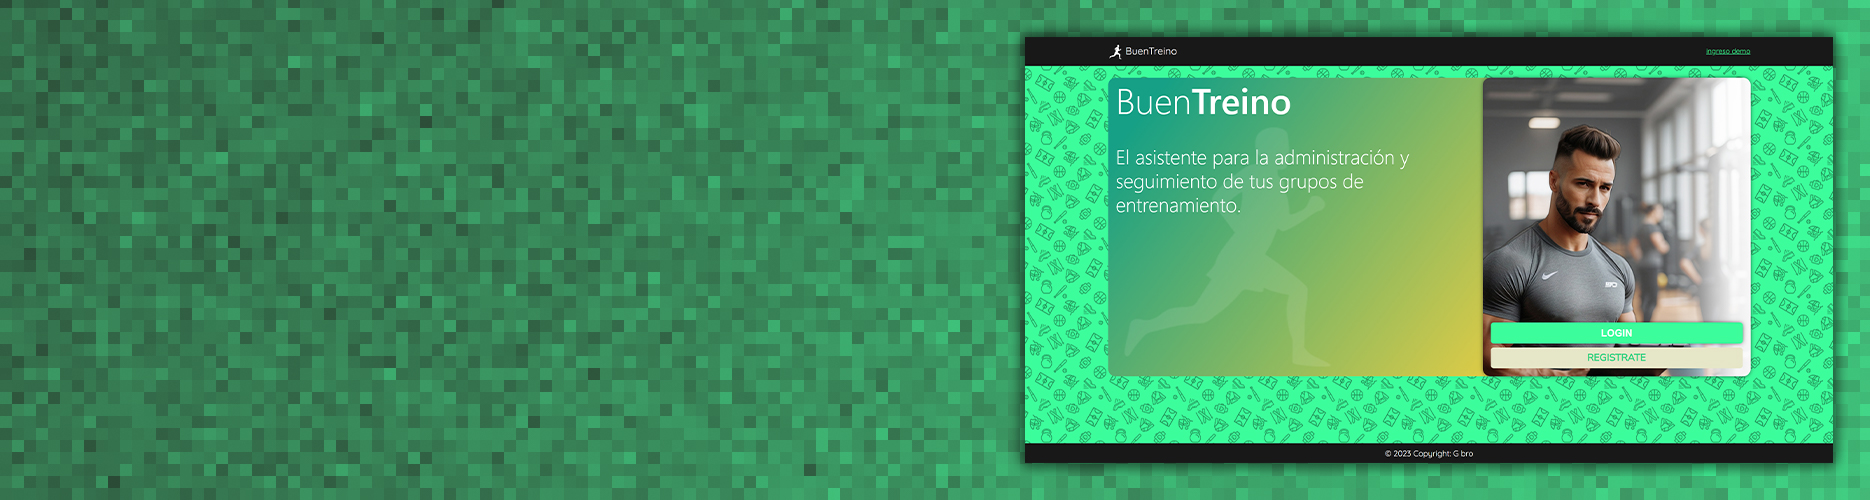 BuenTreino
ingreso demo
BuenTreino
El asistente para la administración y
seguimiento de tus grupos de
entrenamiento.
LOGIN
REGISTRATE
© 2023 Copyright: G bro